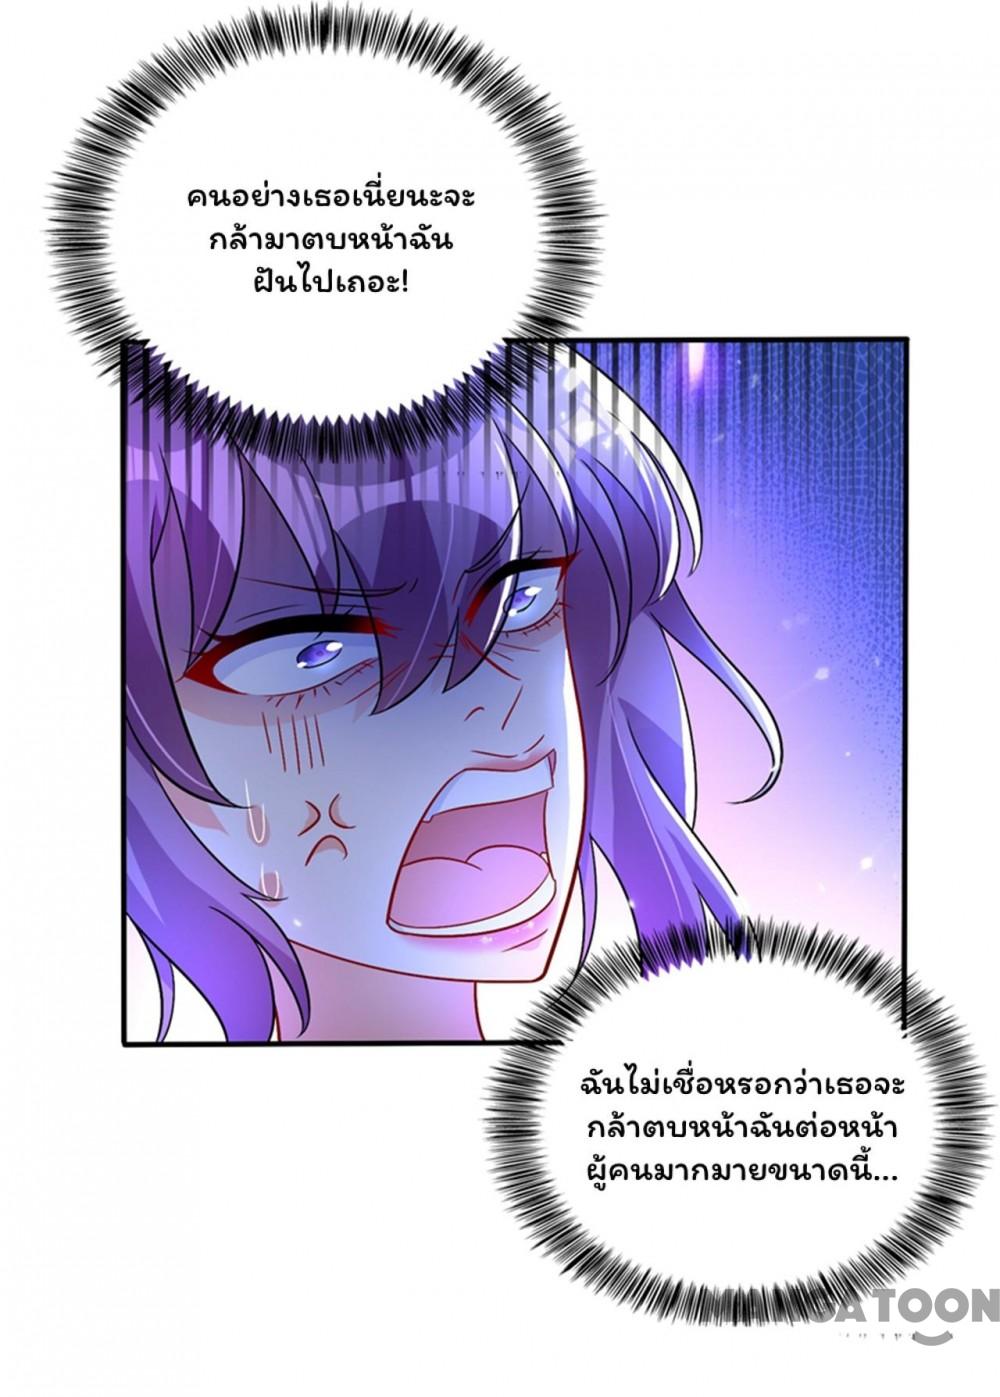 คนอย่างเธอเนี่ยนะจะ
กล้ามาตบหน้าฉัน
ฝันไปเถอะ!
ฉันไม่เชื่อหรอกว่าเธอจะ
กล้าตบหน้าฉันต่อหน้า
ผู้คนมากมายขนาดนี้...